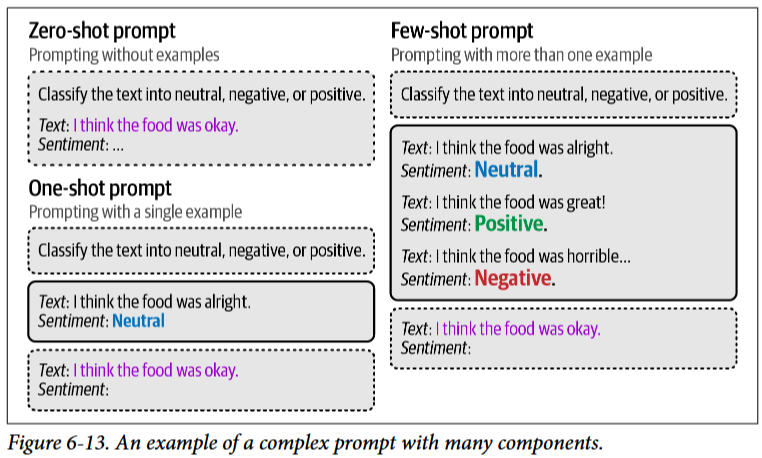 Zero-shot prompt
Prompting without examples
Classify the text into neutral, negative, or positive.
Text: I think the food was okay.
Sentiment: ...
One-shot prompt
Prompting with a single example
Classify the text into neutral, negative, or positive.
Text: I think the food was alright.
Sentiment: Neutral
Text: I think the food was okay.
Sentiment:
Few-shot prompt
Prompting with more than one example
Classify the text into neutral, negative, or positive.
Text: I think the food was alright.
Sentiment: Neutral.
Text: I think the food was great!
Sentiment: Positive.
Text: I think the food was horrible...
Sentiment: Negative.
Text: I think the food was okay.
Sentiment:
Figure 6-13. An example of a complex prompt with many components.